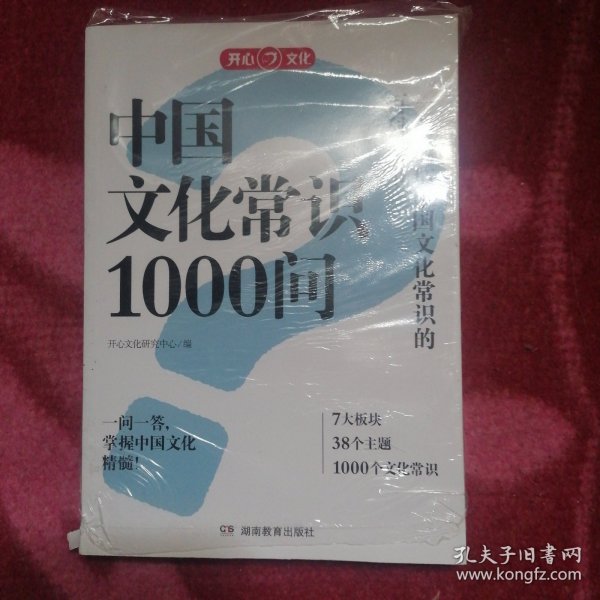 开心 文化
中国
文化常识
1000问
开心文化研究中心/编
国文化常识的
一问一答,
掌握中国文化
精髓!
7大板块
38个主题
1000个文化常识
CS 湖南教育出版社
孔夫子旧书网
www.kongfz.com